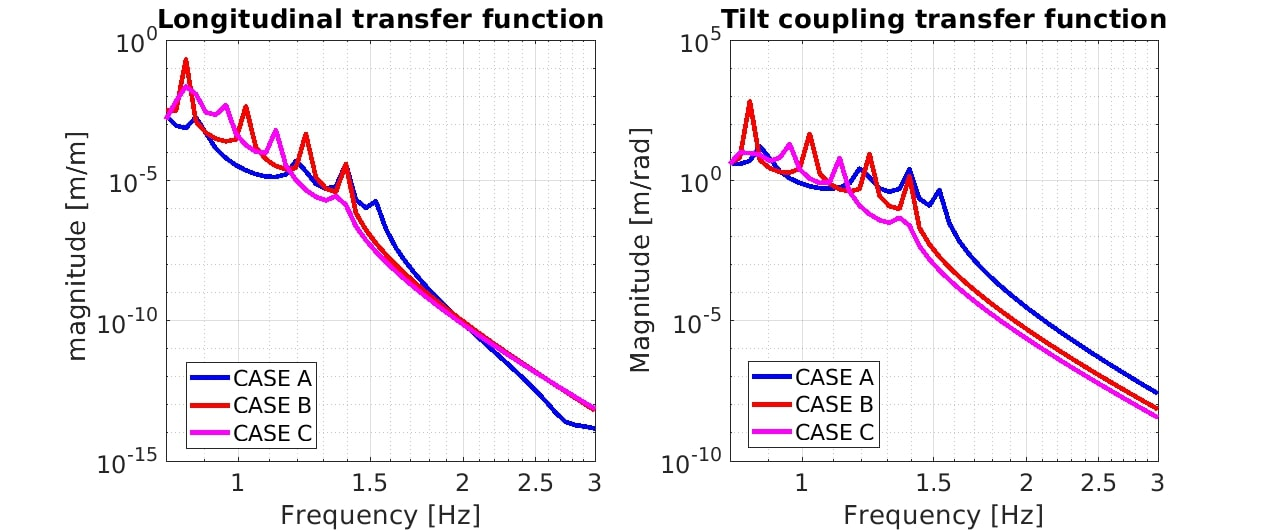 Longitudinal transfer function
10^0
10^-5
10^-10
10^-15
magnitude [m/m]
CASE A
CASE B
CASE C
1 1.5 2 2.5 3
Frequency [Hz]
Tilt coupling transfer function
10^5
10^0
10^-5
10^-10
Magnitude [m/rad]
CASE A
CASE B
CASE C
1 1.5 2 2.5 3
Frequency [Hz]